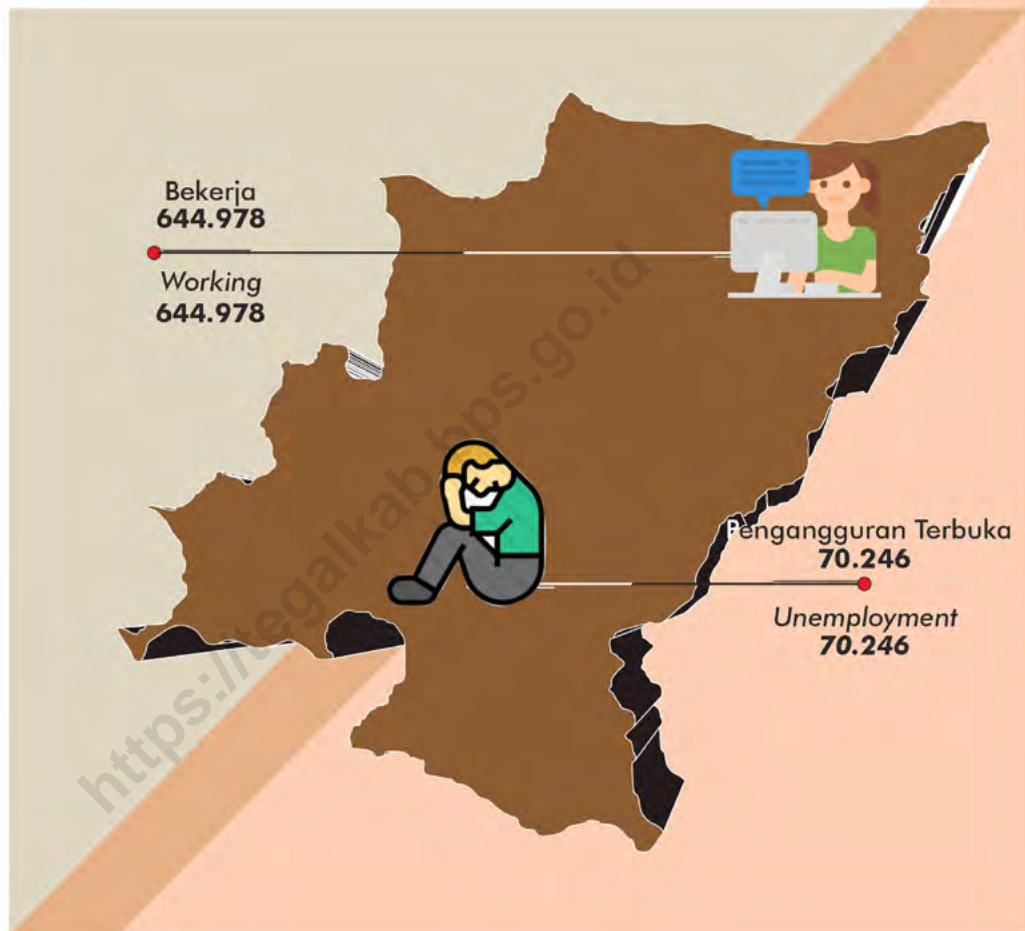 Bekerja
644.978
Working
644.978
Pengangguran Terbuka
70.246
Unemployment
70.246
https://tegalkab.bps.go.id